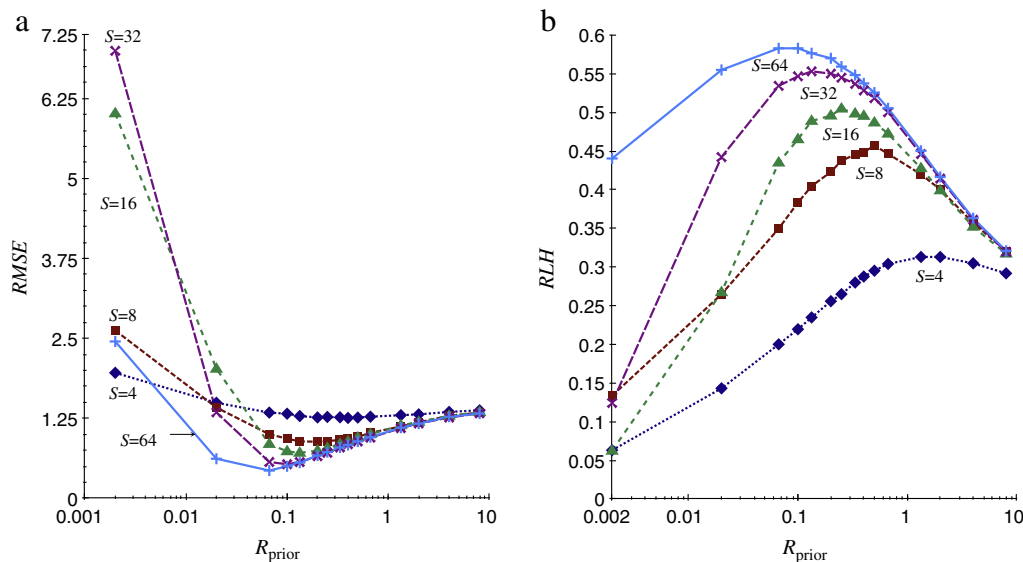 a
RMSE
7.25
6.25
5
3.75
2.5
1.25
0
S=32
S=16
S=8
S=4
S=64
0.001
0.01
0.1
1
10
R_prior
b
RLH
0.6
0.55
0.5
0.45
0.4
0.35
0.3
0.25
0.2
0.15
0.1
0.05
0
S=64
S=32
S=16
S=8
S=4
0.002
0.01
0.1
1
10
R_prior